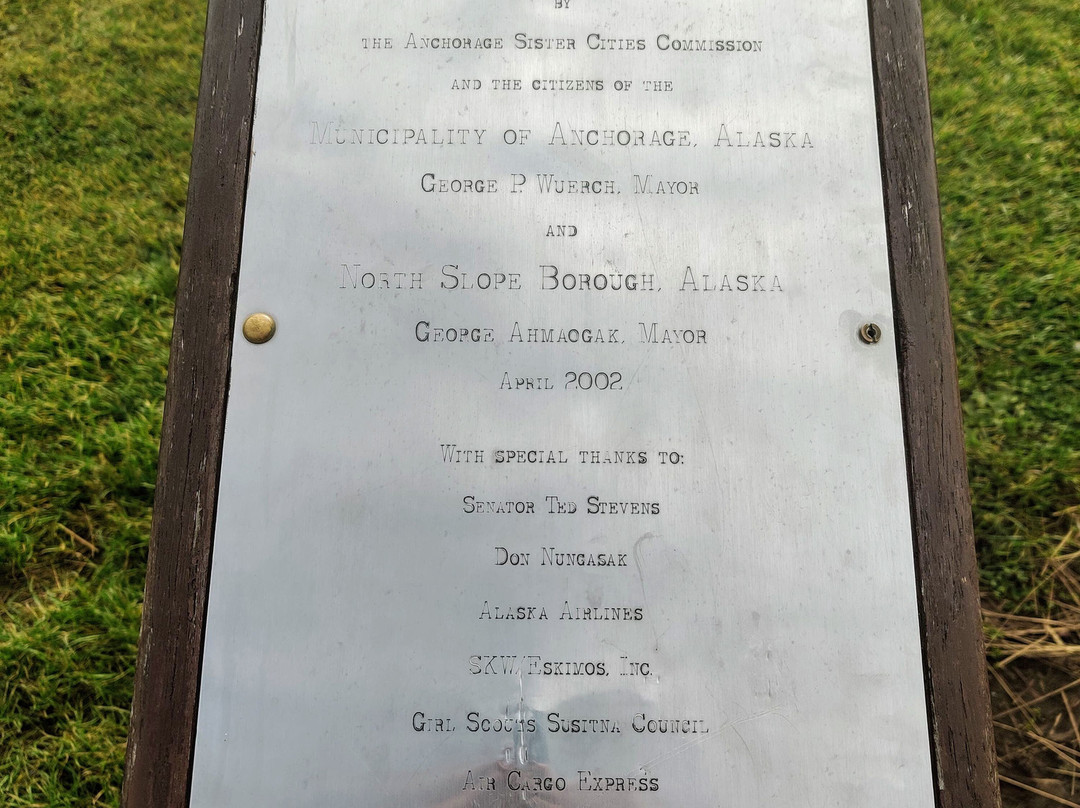 BY
THE ANCHORAGE SISTER CITIES COMMISSION
AND THE CITIZENS OF THE
MUNICIPALITY OF ANCHORAGE, ALASKA
GEORGE P. WUERCH, MAYOR
AND
NORTH SLOPE BOROUGH, ALASKA
GEORGE AHMAOGAK, MAYOR
APRIL 2002
WITH SPECIAL THANKS TO:
SENATOR TED STEVENS
DON NUNGASAK
ALASKA AIRLINES
SKW/ESKIMOS, INC.
GIRL SCOUTS SUSITNA COUNCIL
AIR CARGO EXPRESS